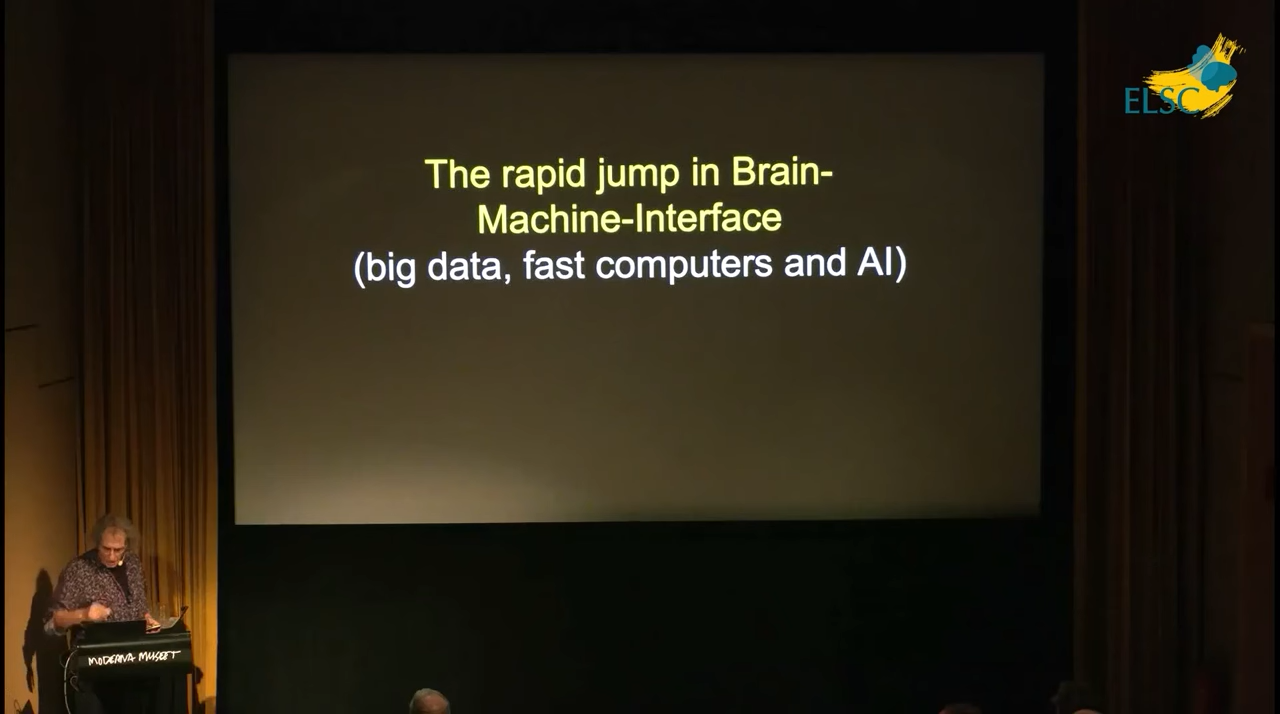 ELSC
The rapid jump in Brain-
Machine-Interface
(big data, fast computers and AI)
MODERNA MUSEET